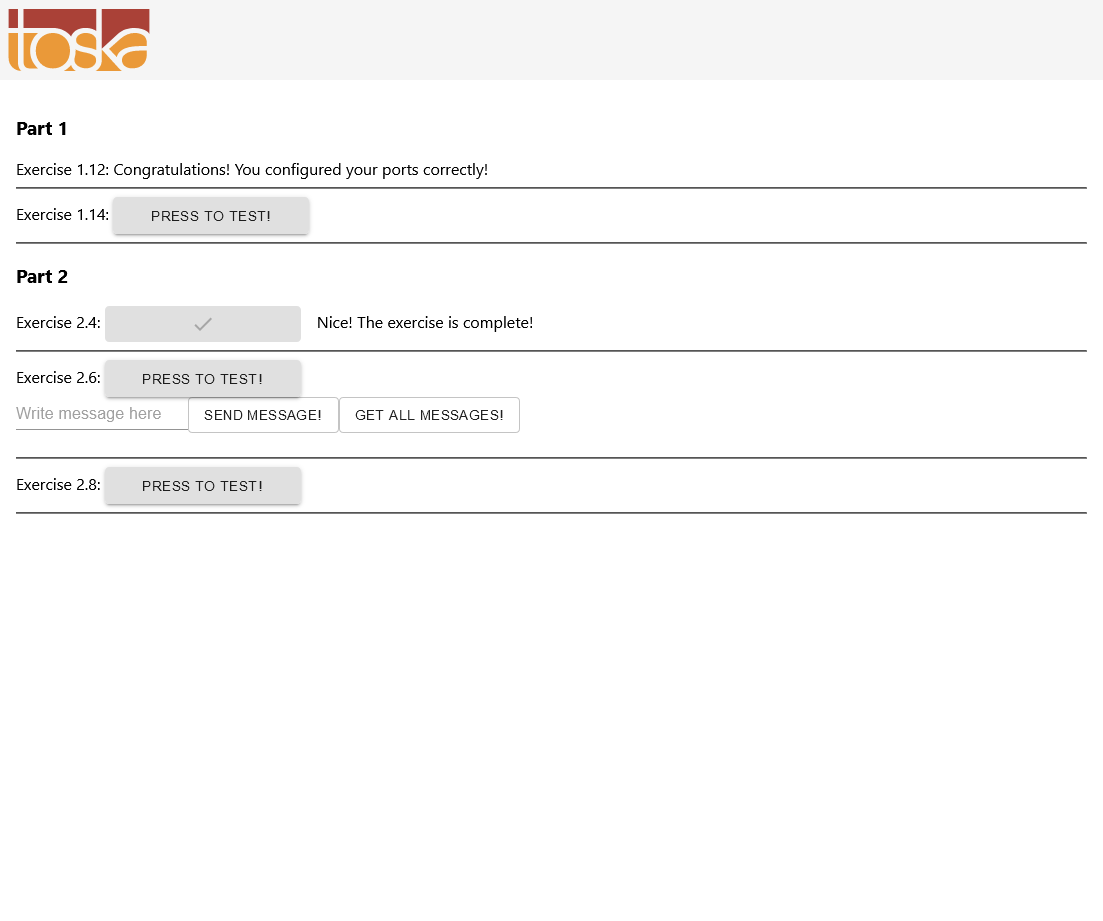 toska
Part 1
Exercise 1.12: Congratulations! You configured your ports correctly!
Exercise 1.14: PRESS TO TEST!
Part 2
Exercise 2.4: Nice! The exercise is complete!
Exercise 2.6: PRESS TO TEST!
Write message here SEND MESSAGE! GET ALL MESSAGES!
Exercise 2.8: PRESS TO TEST!